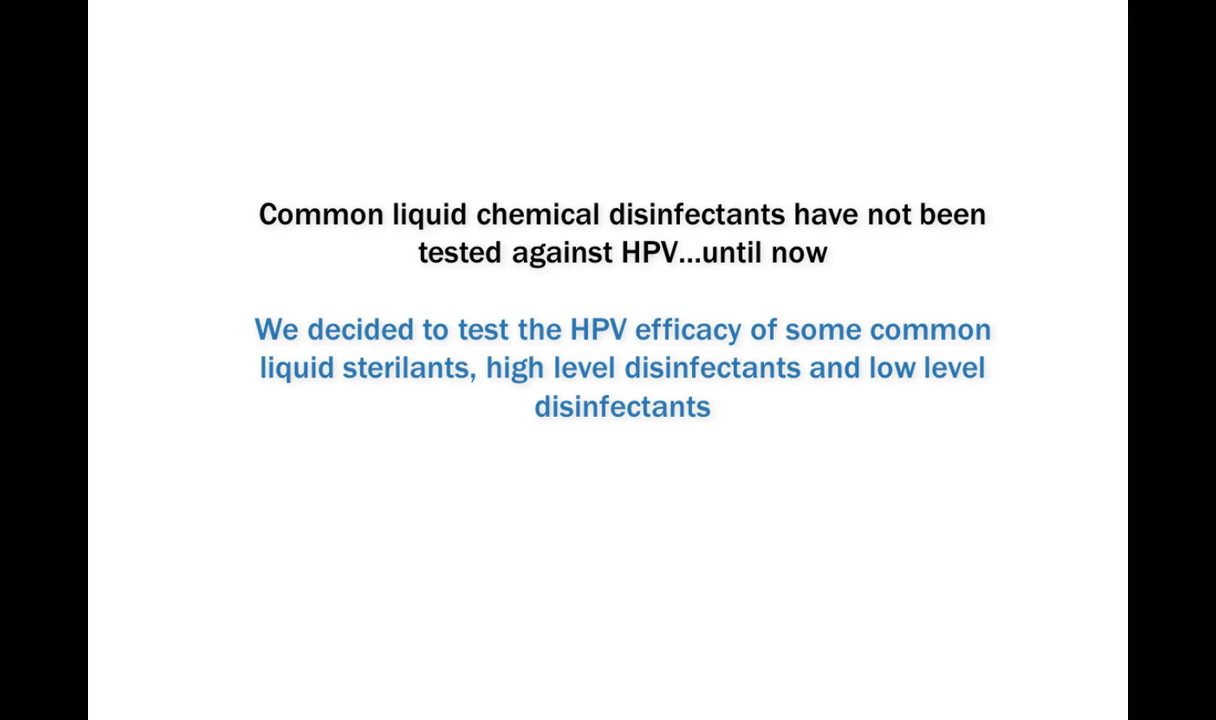 Common liquid chemical disinfectants have not been
tested against HPV...until now
We decided to test the HPV efficacy of some common
liquid sterilants, high level disinfectants and low level
disinfectants